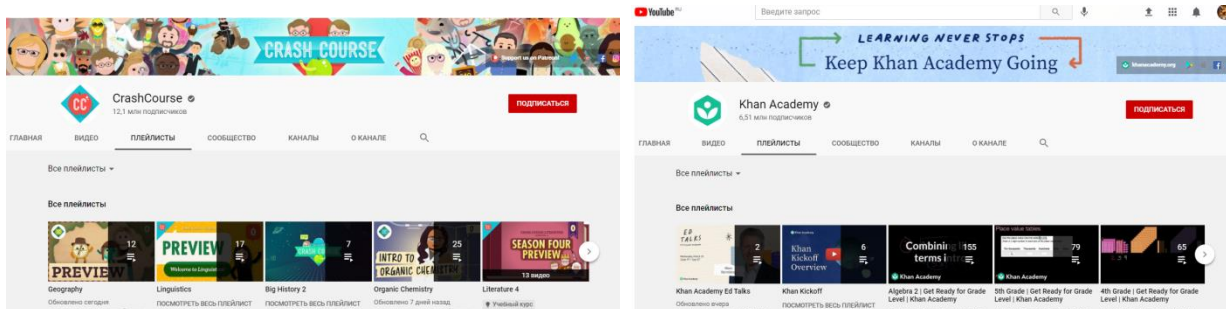 CRASH COURSE
Support us on Patreon!
CrashCourse
12,1 млн подписчиков
ПОДПИСАТЬСЯ
ГЛАВНАЯ ВИДЕО ПЛЕЙЛИСТЫ СООБЩЕСТВО КАНАЛЫ О КАНАЛЕ
Все плейлисты
Все плейлисты
PREVIEW
12
Geography
Обновлено сегодня
PREVIEW
Welcome to Linguistics
17
Linguistics
ПОСМОТРЕТЬ ВЕСЬ ПЛЕЙЛИСТ
7
Big History 2
ПОСМОТРЕТЬ ВЕСЬ ПЛЕЙЛИСТ
INTRO TO
ORGANIC CHEMISTRY
25
Organic Chemistry
Обновлено 7 дней назад
SEASON FOUR
PREVIEW
13 видео
Literature 4
Учебный курс
YouTube RU
Введите запрос
LEARNING NEVER STOPS
Keep Khan Academy Going
khanacademy.org
Khan Academy
6,51 млн подписчиков
ПОДПИСАТЬСЯ
ГЛАВНАЯ ВИДЕО ПЛЕЙЛИСТЫ СООБЩЕСТВО КАНАЛЫ О КАНАЛЕ
Все плейлисты
Все плейлисты
ED
TALKS
2
Khan Academy Ed Talks
Обновлено вчера
Khan
Kickoff
Overview
6
Khan Kickoff
ПОСМОТРЕТЬ ВЕСЬ ПЛЕЙЛИСТ
Combining
terms
155
Khan Academy
Algebra 2 | Get Ready for Grade
Level | Khan Academy
Place value tables
79
Khan Academy
5th Grade | Get Ready for Grade
Level | Khan Academy
65
4th Grade | Get Ready for Grade
Level | Khan Academy